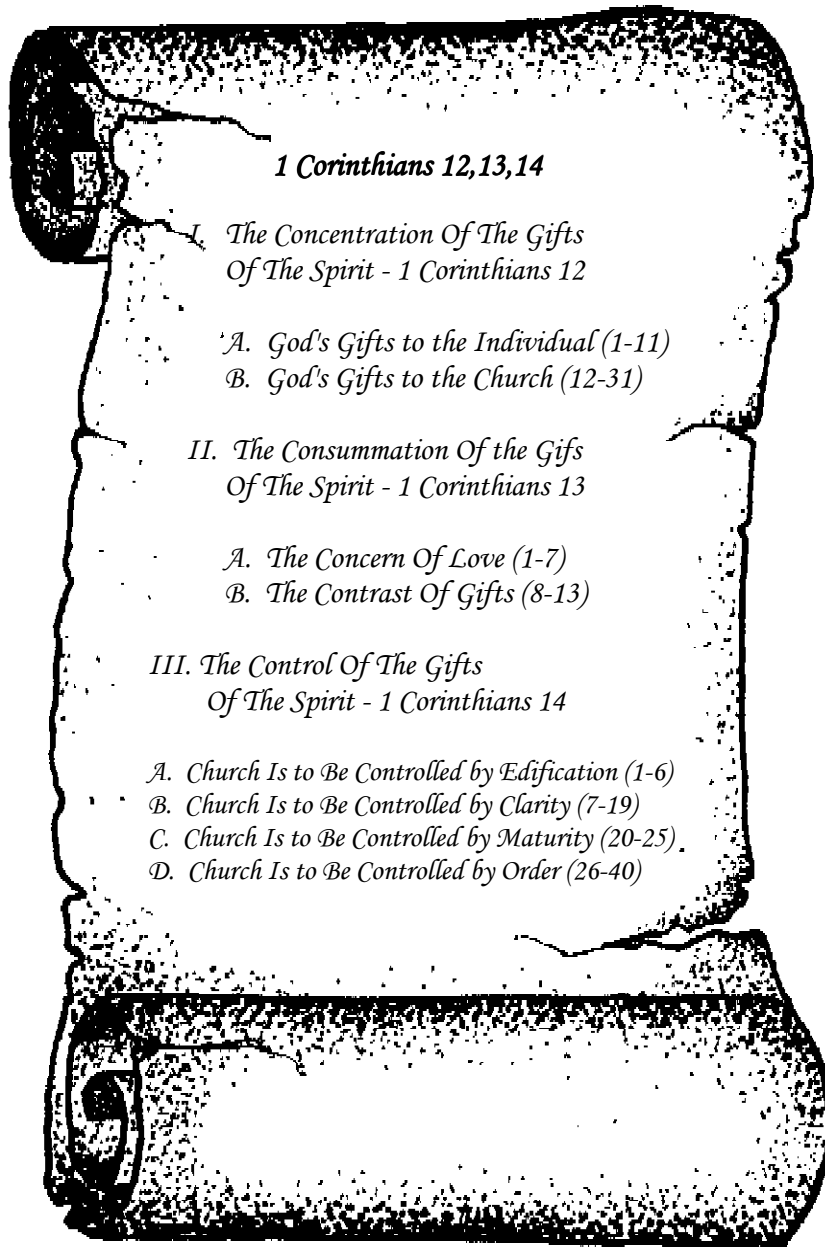 1 Corinthians 12,13,14
I. The Concentration Of The Gifts
Of The Spirit - 1 Corinthians 12
A. God's Gifts to the Individual (1-11)
B. God's Gifts to the Church (12-31)
II. The Consummation Of the Gifs
Of The Spirit - 1 Corinthians 13
A. The Concern Of Love (1-7)
B. The Contrast Of Gifts (8-13)
III. The Control Of The Gifts
Of The Spirit - 1 Corinthians 14
A. Church Is to Be Controlled by Edification (1-6)
B. Church Is to Be Controlled by Clarity (7-19)
C. Church Is to Be Controlled by Maturity (20-25)
D. Church Is to Be Controlled by Order (26-40)